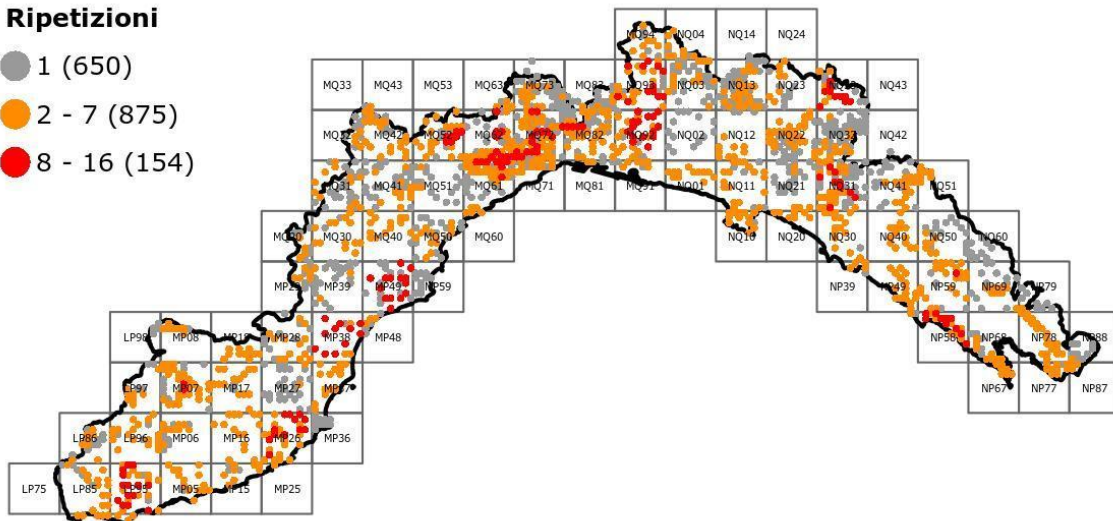 Ripetizioni
1 (650)
2 - 7 (875)
8 - 16 (154)
MQ94 NQ04 NQ14 NQ24
MQ33 MQ43 MQ53 MQ63 MQ73 MQ83 MQ93 NQ03 NQ13 NQ23 NQ43
MQ42 MQ52 MQ62 MQ72 MQ82 MQ92 NQ02 NQ12 NQ22 NQ32 NQ42
MQ31 MQ41 MQ51 MQ61 MQ71 MQ81 MQ91 NQ01 NQ11 NQ21 NQ31 NQ41 NQ51
MQ30 MQ40 MQ50 MQ60 NQ10 NQ20 NQ30 NQ40 NQ50 NQ60
MP39 MP49 NP59 NP39 NP49 NP59 NP69 NP79
LP98 MP08 MP18 MP28 MP38 MP48 NP58 NP68 NP78 NP88
LP97 MP07 MP17 MP27 MP37 NP67 NP77 NP87
LP86 LP96 MP06 MP16 MP26 MP36
LP75 LP85 LP95 MP05 MP15 MP25